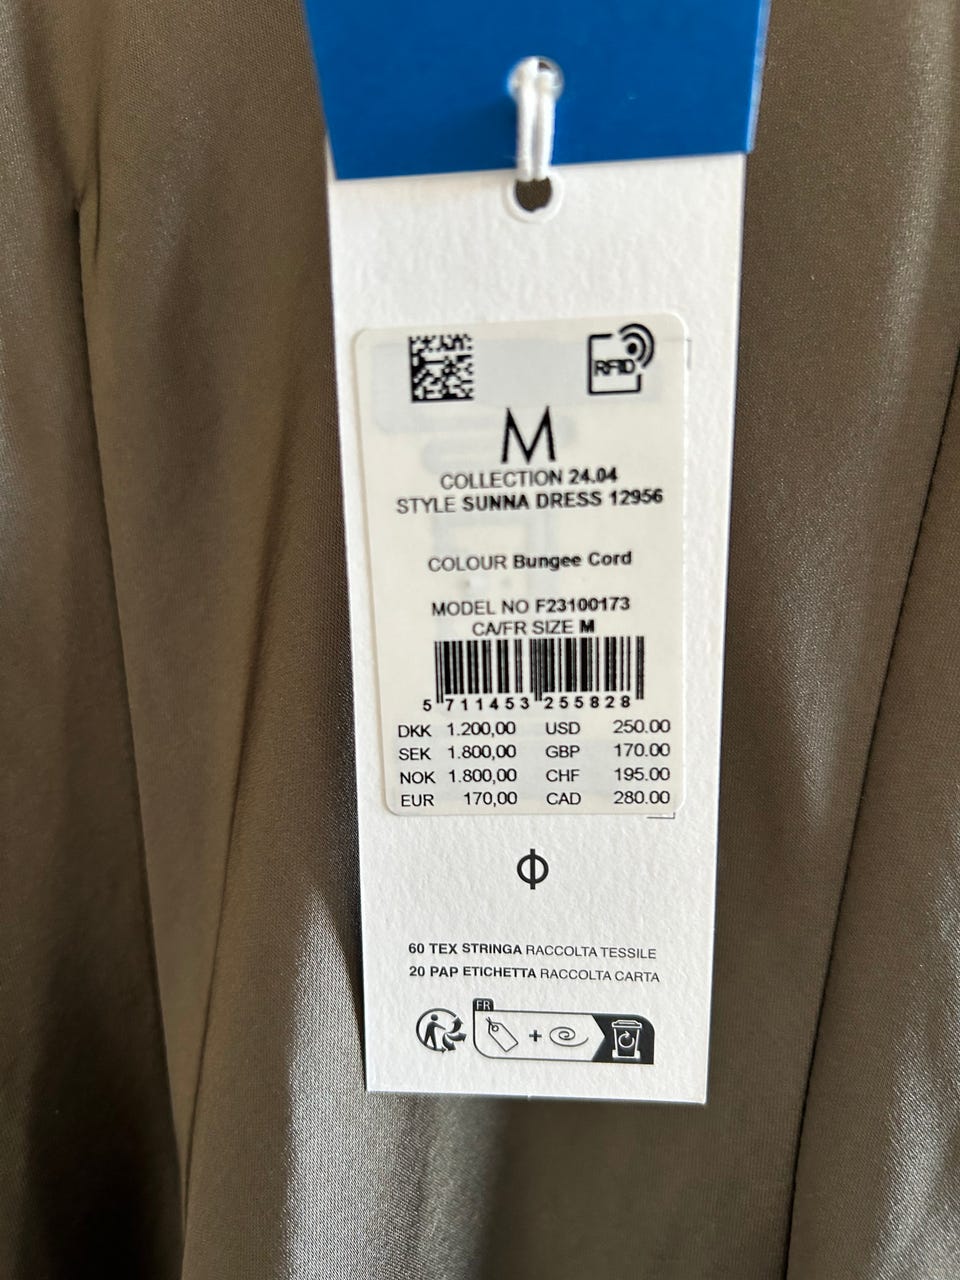 RFID
M
COLLECTION 24.04
STYLE SUNNA DRESS 12956
COLOUR Bungee Cord
MODEL NO F23100173
CA/FR SIZE M
5 711453 255828
DKK 1.200,00 USD 250.00
SEK 1.800,00 GBP 170.00
NOK 1.800,00 CHF 195.00
EUR 170,00 CAD 280.00
60 TEX STRINGA RACCOLTA TESSILE
20 PAP ETICHETTA RACCOLTA CARTA
FR
+